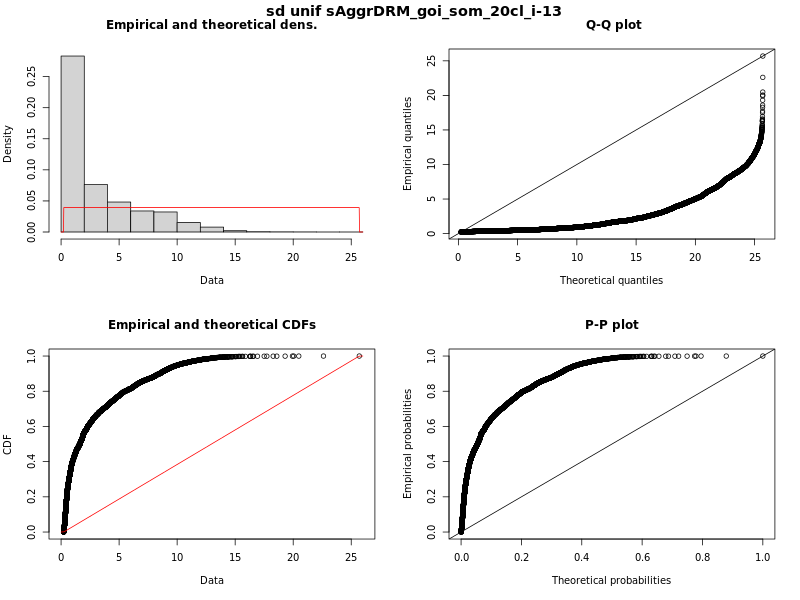 sd unif sAggrDRM_goi_som_20cl_i-13
Empirical and theoretical dens.
Density
0.00 0.05 0.10 0.15 0.20 0.25
0 5 10 15 20 25
Data
Q-Q plot
Empirical quantiles
0 5 10 15 20 25
0 5 10 15 20 25
Theoretical quantiles
Empirical and theoretical CDFs
CDF
0.0 0.2 0.4 0.6 0.8 1.0
0 5 10 15 20 25
Data
P-P plot
Empirical probabilities
0.0 0.2 0.4 0.6 0.8 1.0
0.0 0.2 0.4 0.6 0.8 1.0
Theoretical probabilities